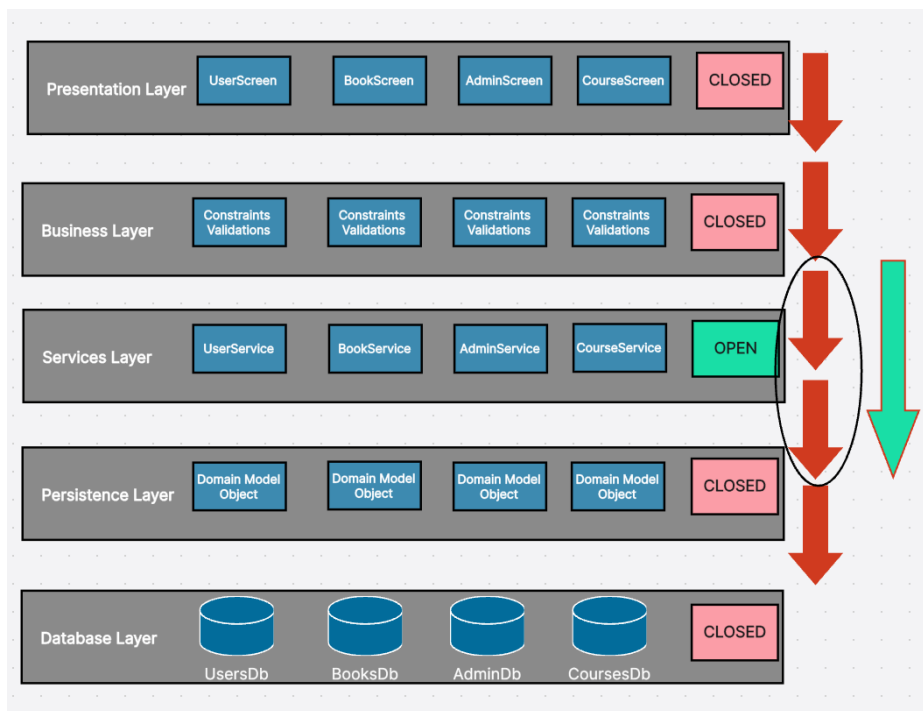 Presentation Layer
UserScreen
BookScreen
AdminScreen
CourseScreen
CLOSED
Business Layer
Constraints
Validations
Constraints
Validations
Constraints
Validations
Constraints
Validations
CLOSED
Services Layer
UserService
BookService
AdminService
CourseService
OPEN
Persistence Layer
Domain Model
Object
Domain Model
Object
Domain Model
Object
Domain Model
Object
CLOSED
Database Layer
UsersDb
BooksDb
AdminDb
CoursesDb
CLOSED